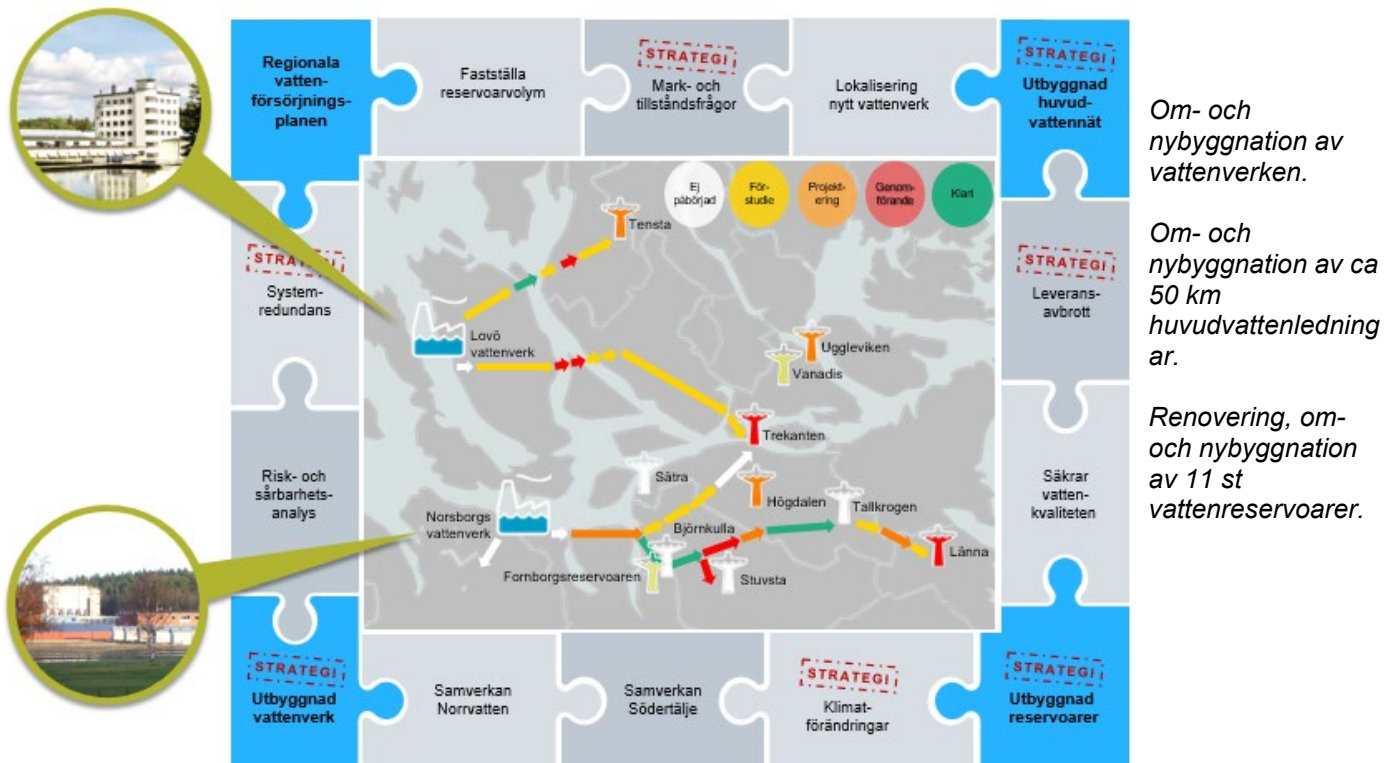 Regionala
vatten-
försörjnings-
planen
Fastställa
reservoarvolym
STRATEGI
Mark- och
tillståndsfrågor
Lokalisering
nytt vattenverk
STRATEGI
Utbyggnad
huvud-
vattennät
STRATEGI
System-
redundans
STRATEGI
Leverans-
avbrott
Risk- och
sårbarhets-
analys
Säkrar
vatten-
kvaliteten
STRATEGI
Utbyggnad
vattenverk
Samverkan
Norrvatten
Samverkan
Södertälje
STRATEGI
Klimat-
förändringar
STRATEGI
Utbyggnad
reservoarer
Ej
påbörjad
För-
studie
Projek-
tering
Genom-
förande
Klart
Tensta
Lovö
vattenverk
Uggleviken
Vanadis
Trekanten
Sätra
Högdalen
Tallkrogen
Norsborgs
vattenverk
Björnkulla
Länna
Fornborgsreservoaren
Stuvsta
Om- och
nybyggnation av
vattenverken.
Om- och
nybyggnation av ca
50 km
huvudvattenledning
ar.
Renovering, om-
och nybyggnation
av 11 st
vattenreservoarer.